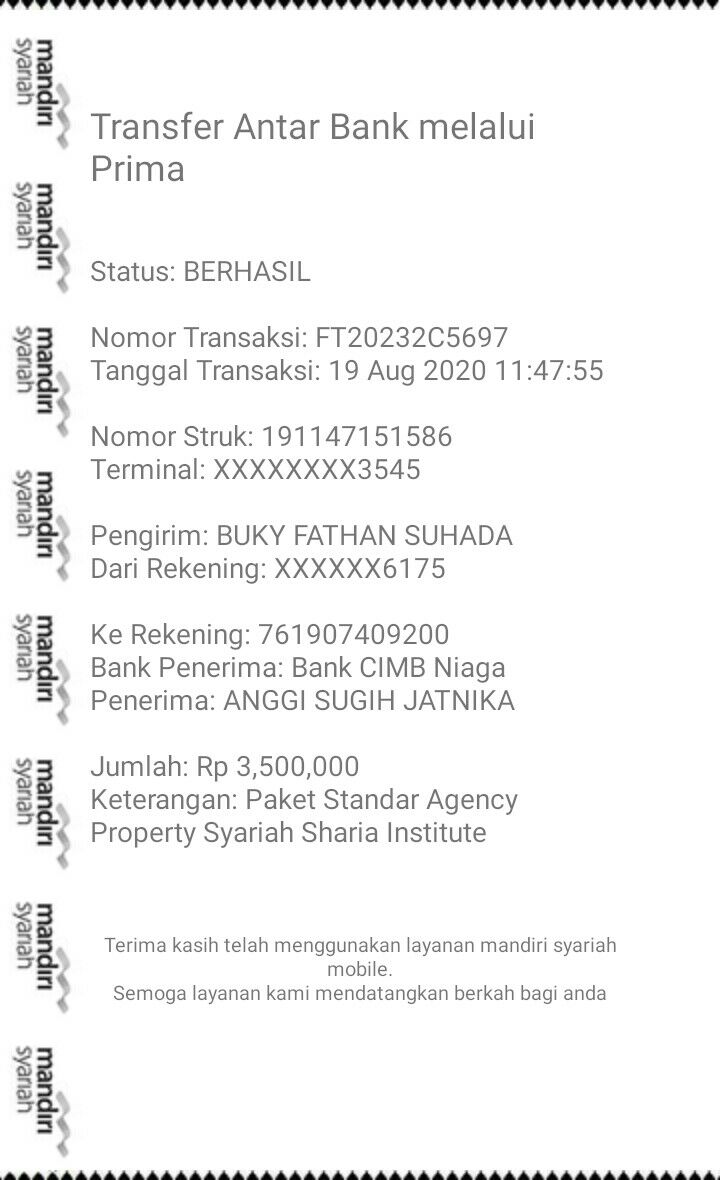 mandiri
syariah
mandiri
syariah
mandiri
syariah
mandiri
syariah
mandiri
syariah
mandiri
syariah
mandiri
syariah
mandiri
syariah
Transfer Antar Bank melalui
Prima
Status: BERHASIL
Nomor Transaksi: FT20232C5697
Tanggal Transaksi: 19 Aug 2020 11:47:55
Nomor Struk: 191147151586
Terminal: XXXXXXXX3545
Pengirim: BUKY FATHAN SUHADA
Dari Rekening: XXXXXX6175
Ke Rekening: 761907409200
Bank Penerima: Bank CIMB Niaga
Penerima: ANGGI SUGIH JATNIKA
Jumlah: Rp 3,500,000
Keterangan: Paket Standar Agency
Property Syariah Sharia Institute
Terima kasih telah menggunakan layanan mandiri syariah
mobile.
Semoga layanan kami mendatangkan berkah bagi anda